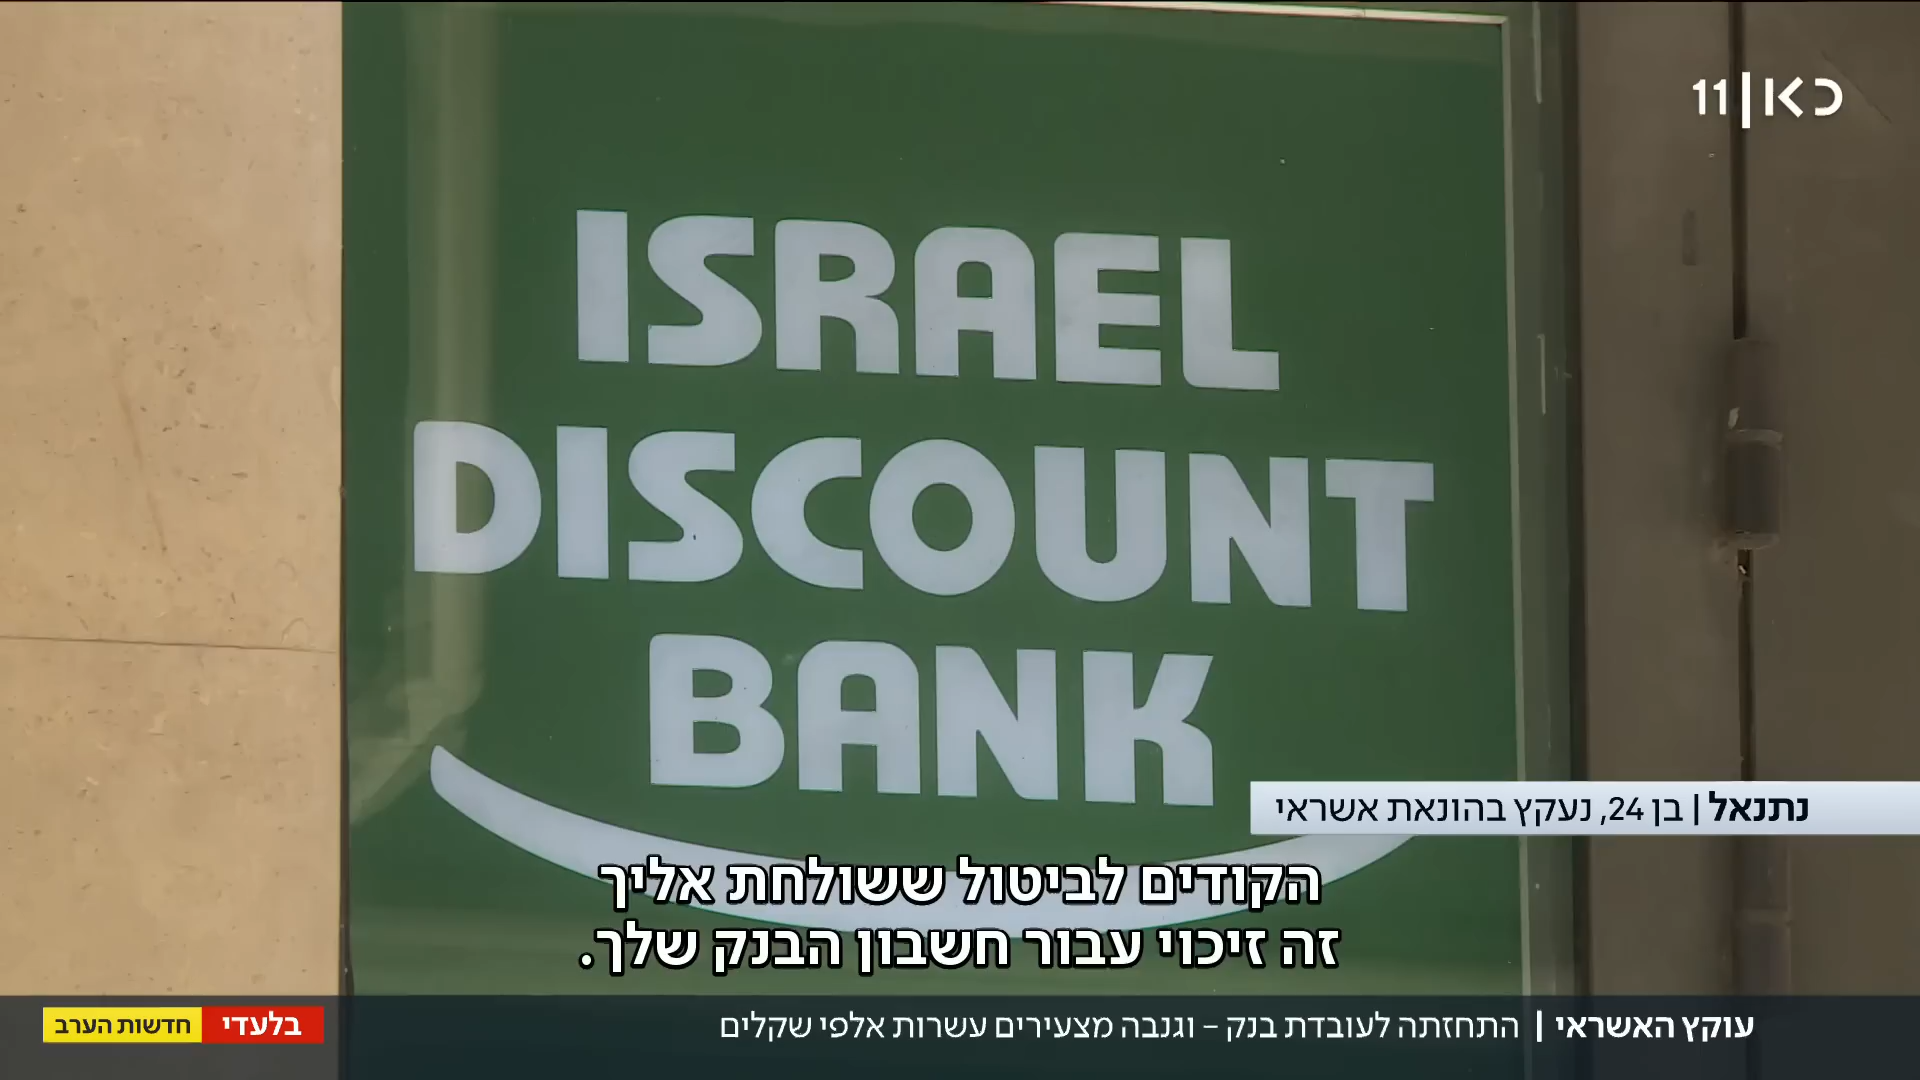 כאן 11
ISRAEL
DISCOUNT
BANK
נתנאל | בן 24, נעקץ בהונאת אשראי
הקודים לביטול ששולחת אליך
זה זיכוי עבור חשבון הבנק שלך.
עוקץ האשראי | התחזתה לעובדת בנק – וגנבה מצעירים עשרות אלפי שקלים
בלעדי חדשות הערב